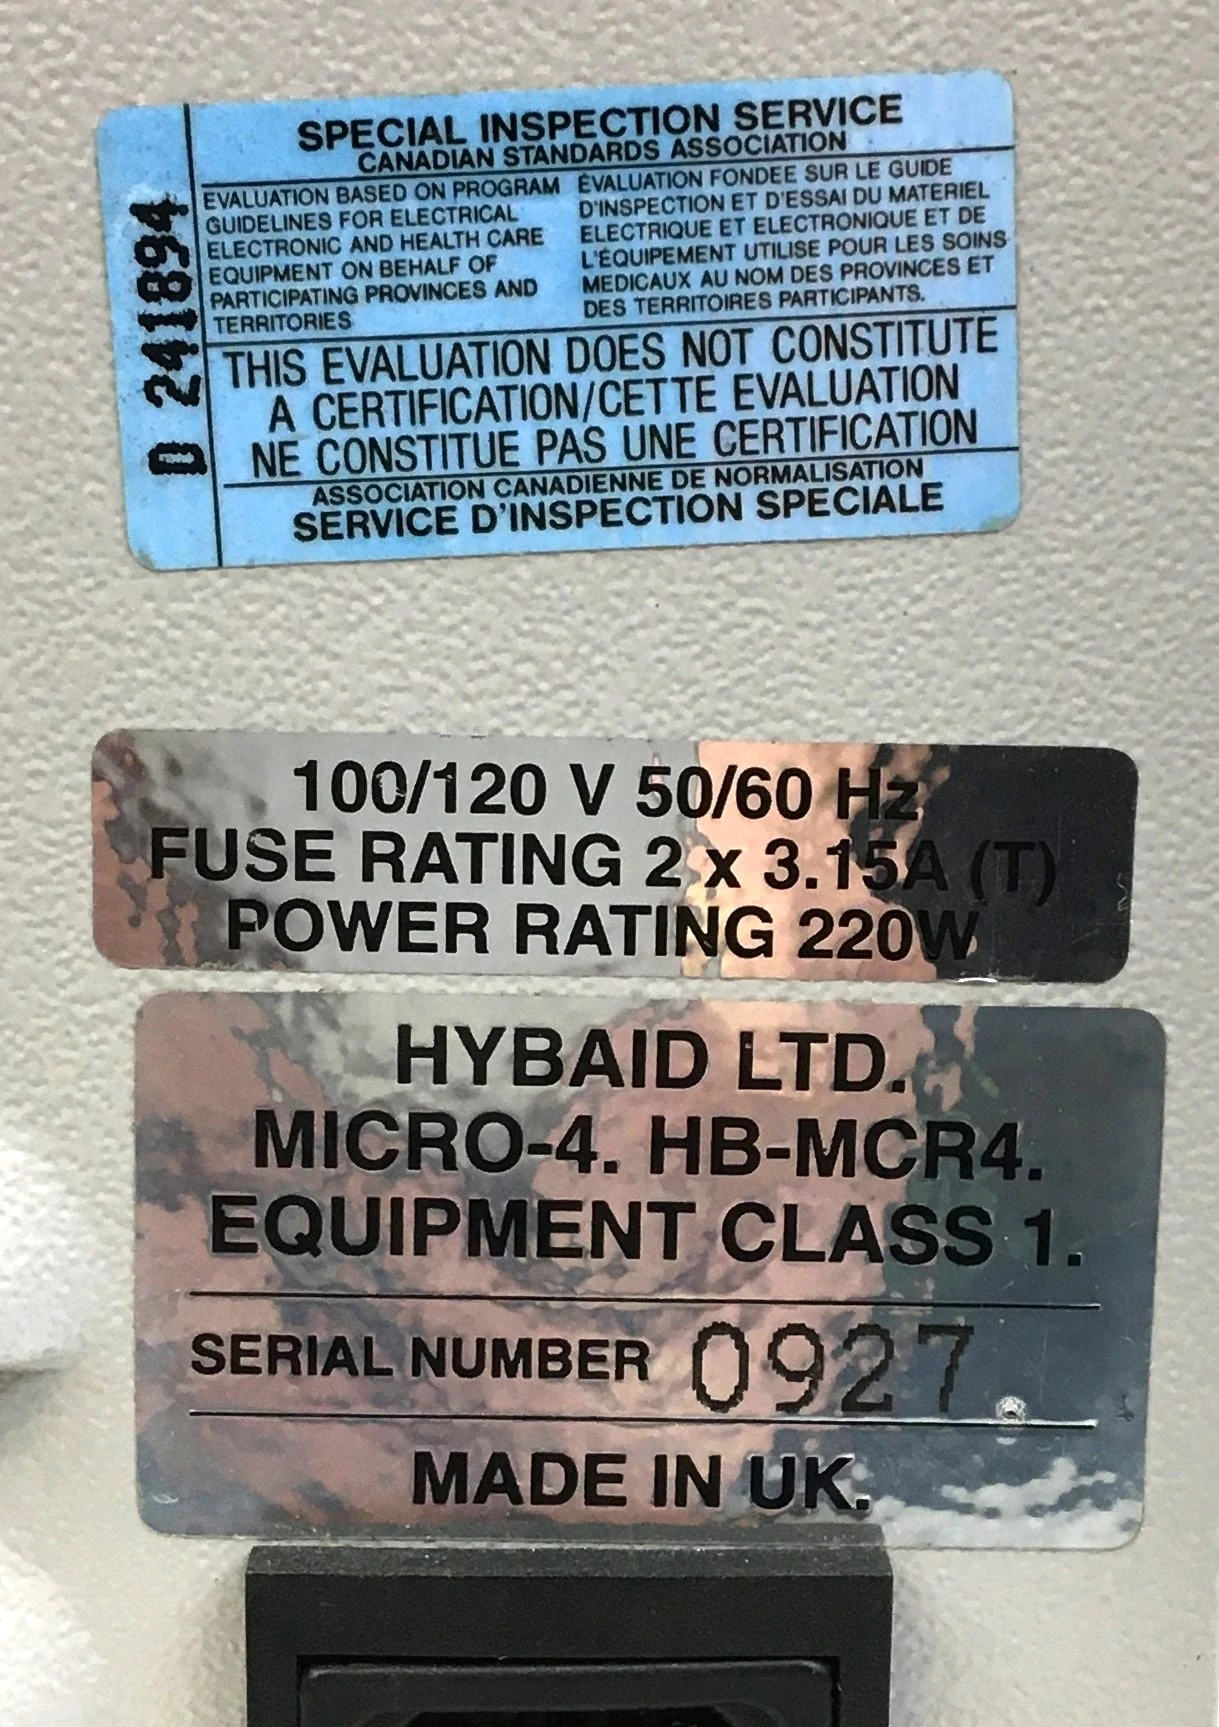 D 241894
SPECIAL INSPECTION SERVICE
CANADIAN STANDARDS ASSOCIATION
EVALUATION BASED ON PROGRAM
GUIDELINES FOR ELECTRICAL
ELECTRONIC AND HEALTH CARE
EQUIPMENT ON BEHALF OF
PARTICIPATING PROVINCES AND
TERRITORIES
ÉVALUATION FONDEE SUR LE GUIDE
D'INSPECTION ET D'ESSAI DU MATERIEL
ELECTRIQUE ET ELECTRONIQUE ET DE
L'ÉQUIPEMENT UTILISE POUR LES SOINS
MEDICAUX AU NOM DES PROVINCES ET
DES TERRITOIRES PARTICIPANTS.
THIS EVALUATION DOES NOT CONSTITUTE
A CERTIFICATION/CETTE EVALUATION
NE CONSTITUE PAS UNE CERTIFICATION
ASSOCIATION CANADIENNE DE NORMALISATION
SERVICE D'INSPECTION SPECIALE
100/120 V 50/60 Hz
FUSE RATING 2 x 3.15A (T)
POWER RATING 220W
HYBAID LTD.
MICRO-4. HB-MCR4.
EQUIPMENT CLASS 1.
SERIAL NUMBER 0927
MADE IN UK.